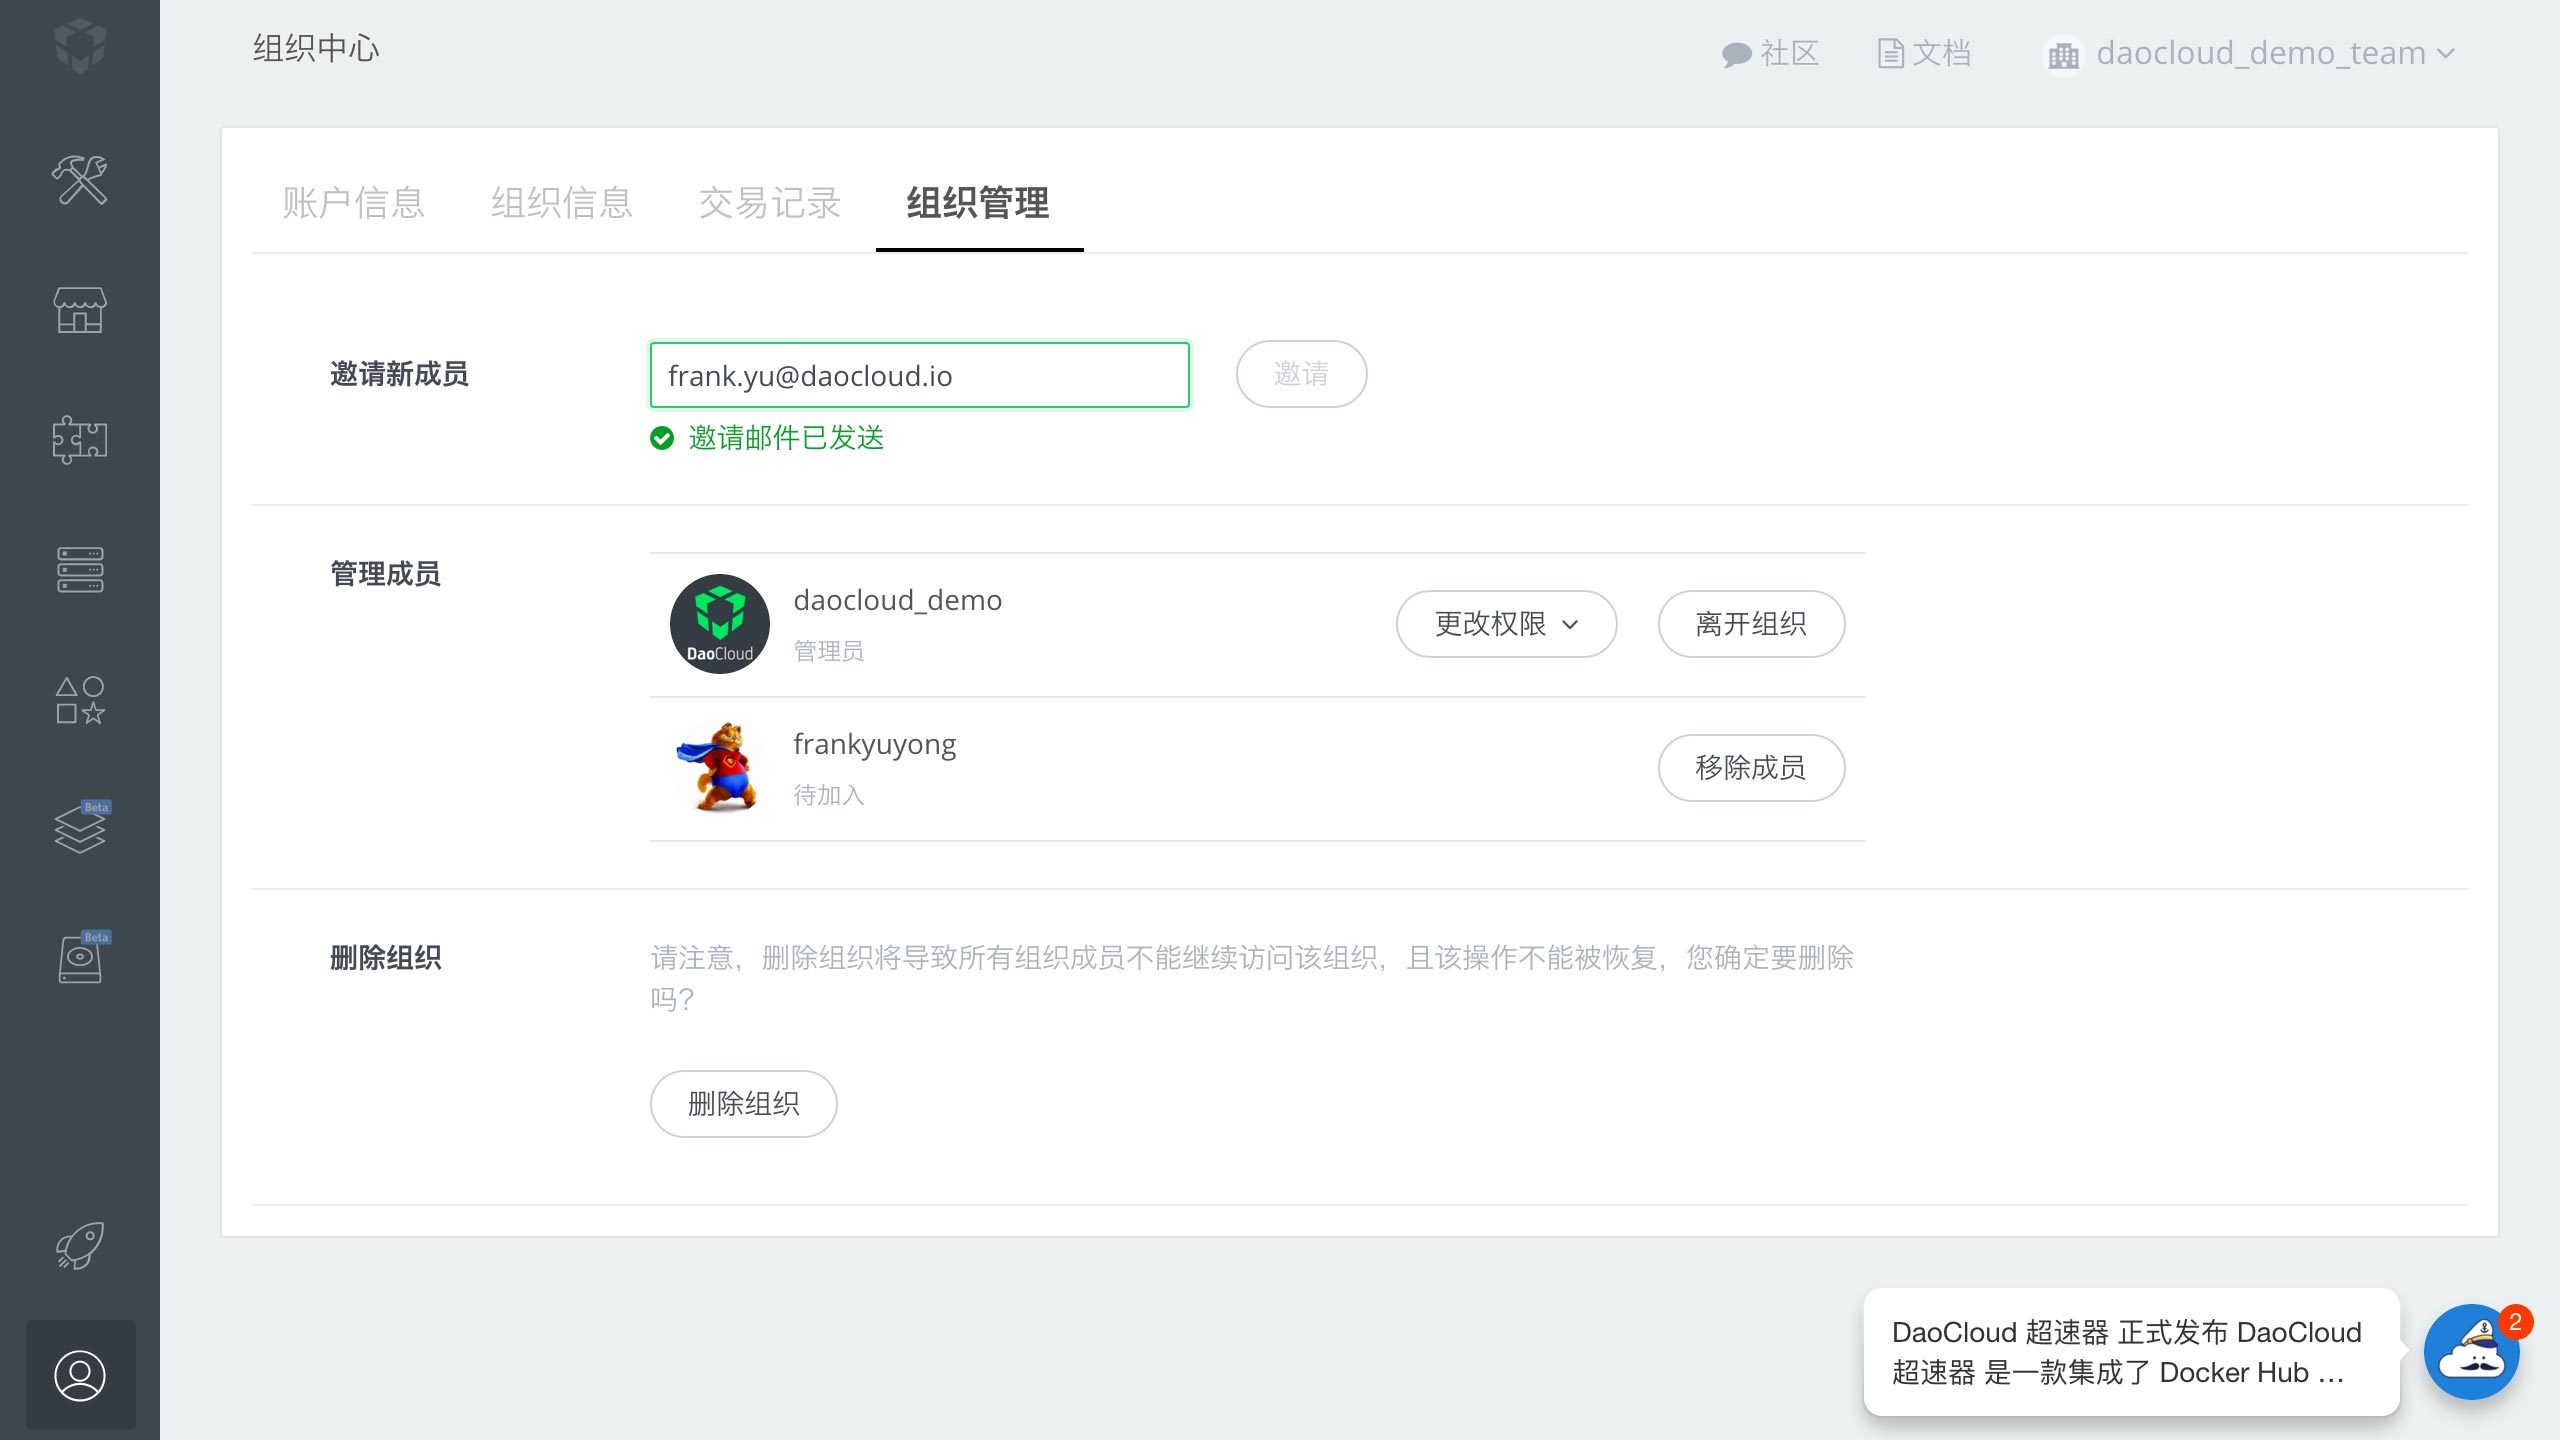 组织中心
社区
文档
daocloud_demo_team
账户信息
组织信息
交易记录
组织管理
邀请新成员
frank.yu@daocloud.io
邀请
邀请邮件已发送
管理成员
DaoCloud
daocloud_demo
管理员
更改权限
离开组织
frankyuyong
待加入
移除成员
Beta
Beta
删除组织
请注意，删除组织将导致所有组织成员不能继续访问该组织，且该操作不能被恢复，您确定要删除
吗？
删除组织
DaoCloud 超速器 正式发布 DaoCloud
超速器 是一款集成了 Docker Hub ...
2